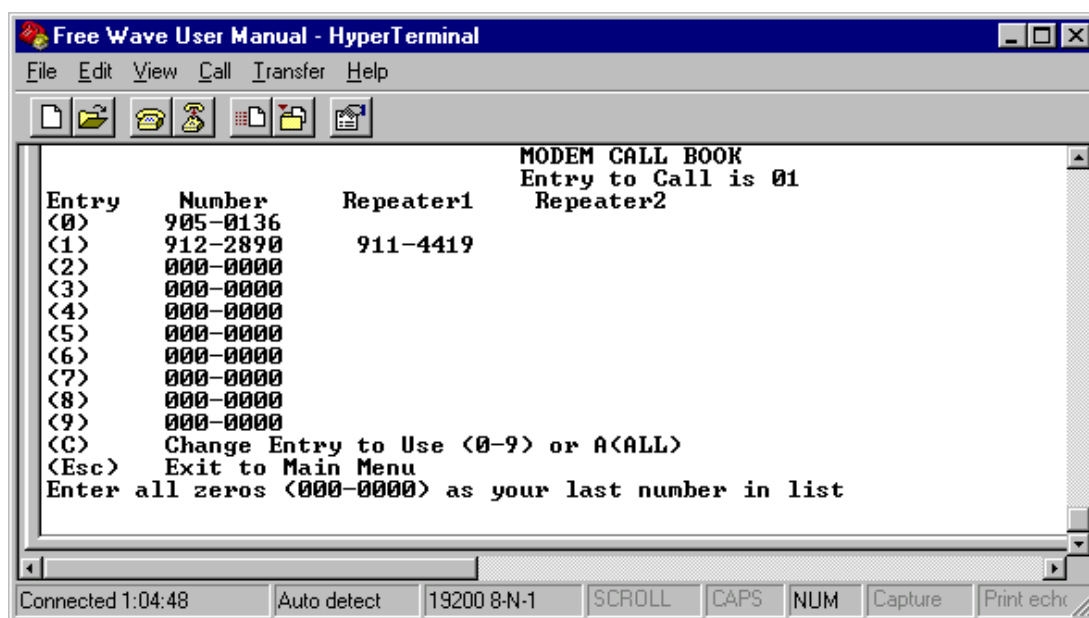 Free Wave User Manual - HyperTerminal
File Edit View Call Transfer Help
MODEM CALL BOOK
Entry to Call is 01
Entry Number Repeater1 Repeater2
(0) 905-0136
(1) 912-2890 911-4419
(2) 000-0000
(3) 000-0000
(4) 000-0000
(5) 000-0000
(6) 000-0000
(7) 000-0000
(8) 000-0000
(9) 000-0000
(C) Change Entry to Use (0-9) or A(ALL)
(Esc) Exit to Main Menu
Enter all zeros (000-0000) as your last number in list
Connected 1:04:48 Auto detect 19200 8-N-1 SCROLL CAPS NUM Capture Print echo